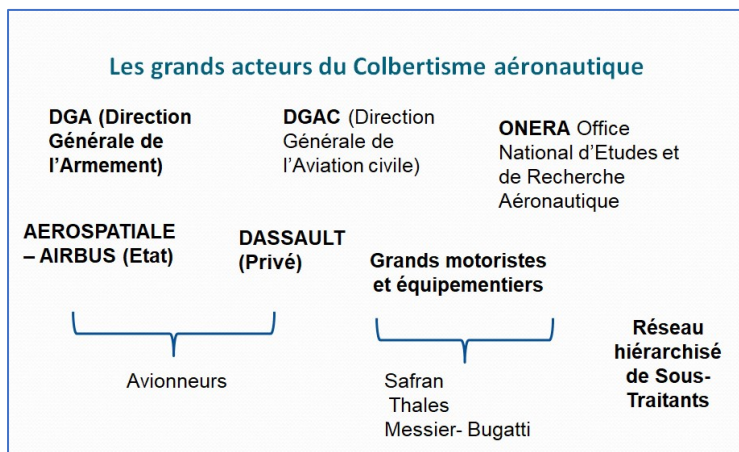 Les grands acteurs du Colbertisme aéronautique
DGA (Direction
Générale de
l’Armement)
DGAC (Direction
Générale de
l’Aviation civile)
ONERA Office
National d’Etudes et
de Recherche
Aéronautique
AEROSPATIALE
– AIRBUS (Etat)
DASSAULT
(Privé)
Grands motoristes
et équipementiers
Avionneurs
Safran
Thales
Messier- Bugatti
Réseau
hiérarchisé
de Sous-
Traitants